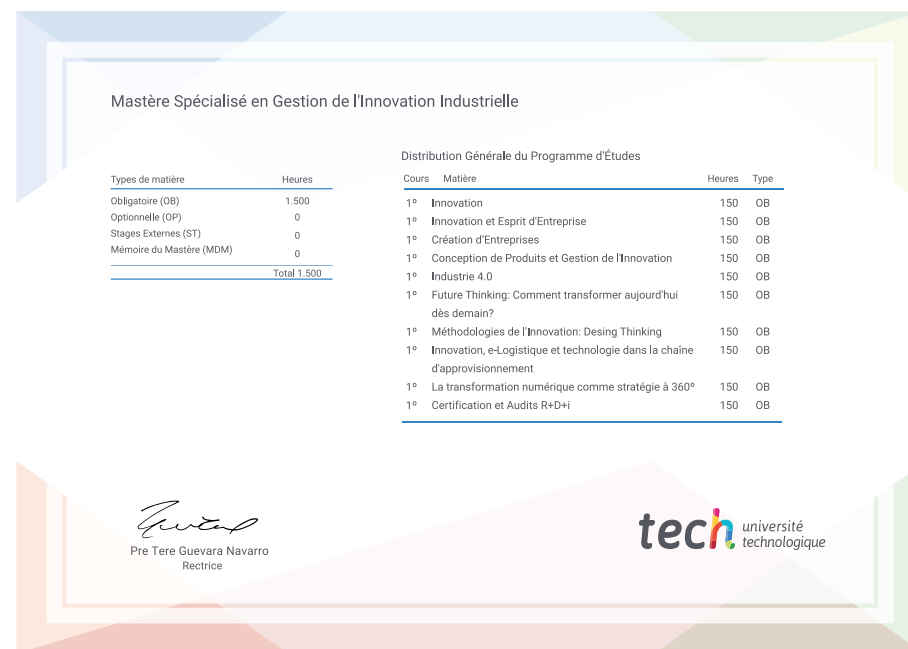 Mastère Spécialisé en Gestion de l'Innovation Industrielle
Types de matière Heures
Obligatoire (OB) 1.500
Optionnelle (OP) 0
Stages Externes (ST) 0
Mémoire du Mastère (MDM) 0
Total 1.500
Distribution Générale du Programme d'Études
Cours Matière Heures Type
1º Innovation 150 OB
1º Innovation et Esprit d'Entreprise 150 OB
1º Création d'Entreprises 150 OB
1º Conception de Produits et Gestion de l'Innovation 150 OB
1º Industrie 4.0 150 OB
1º Future Thinking: Comment transformer aujourd'hui 150 OB
dès demain?
1º Méthodologies de l'Innovation: Desing Thinking 150 OB
1º Innovation, e-Logistique et technologie dans la chaîne 150 OB
d'approvisionnement
1º La transformation numérique comme stratégie à 360º 150 OB
1º Certification et Audits R+D+i 150 OB
Pre Tere Guevara Navarro
Rectrice
tech université
technologique